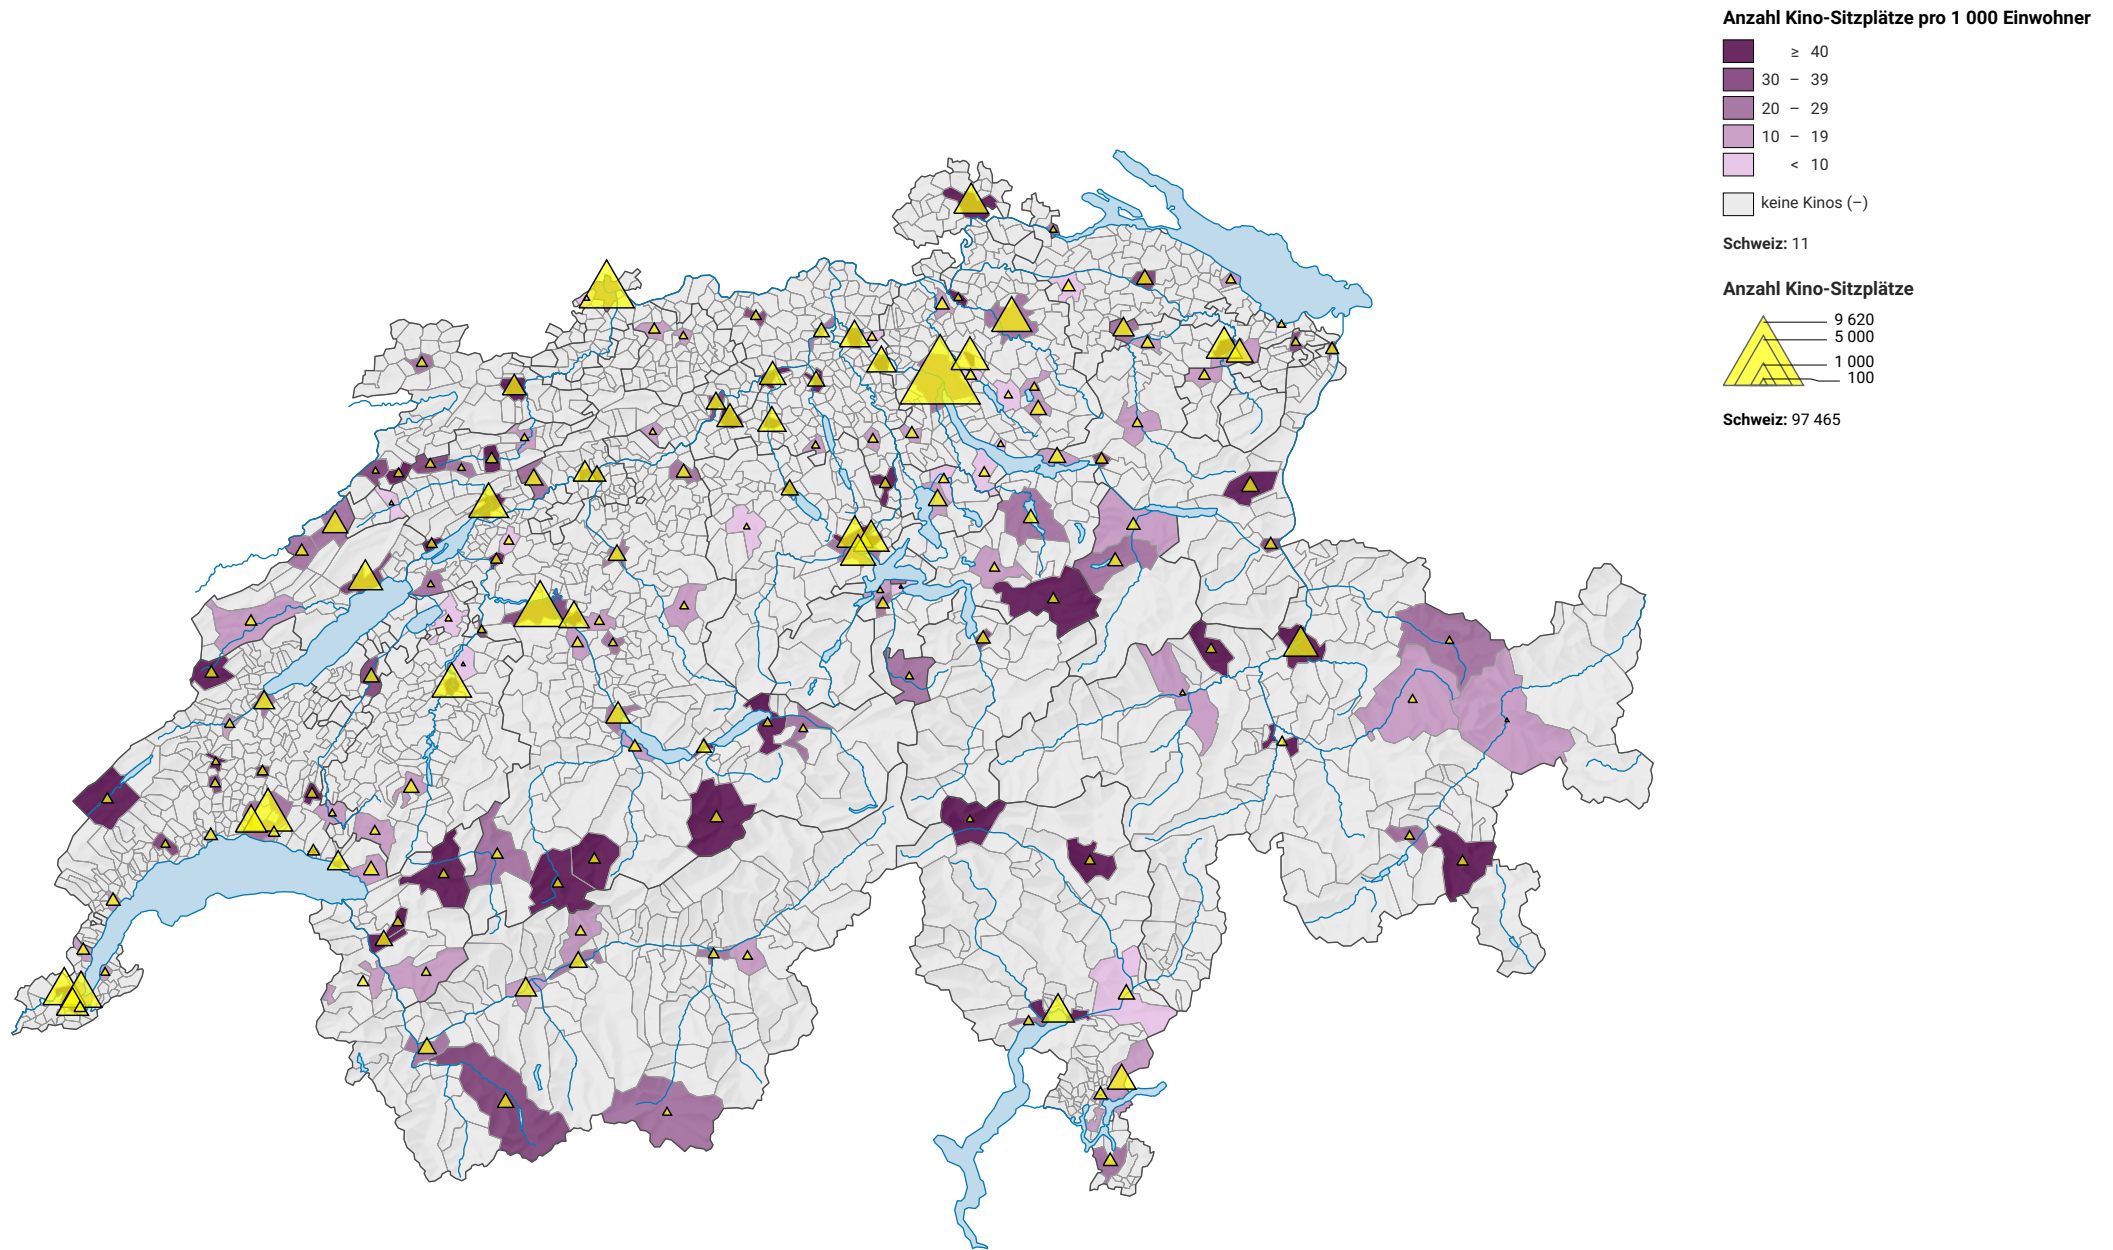 Anzahl Kino-Sitzplätze pro 1 000 Einwohner
≥ 40
30 – 39
20 – 29
10 – 19
< 10
keine Kinos (–)
Schweiz: 11
Anzahl Kino-Sitzplätze
9 620
5 000
1 000
100
Schweiz: 97 465